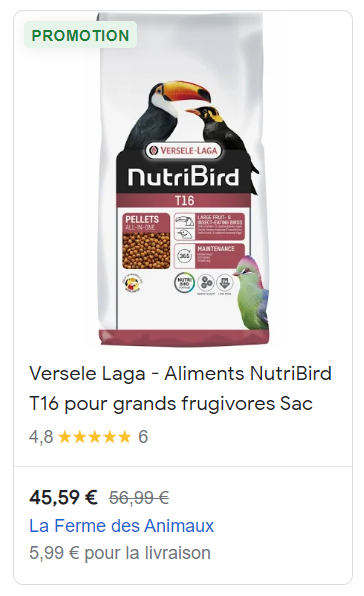 PROMOTION
VERSELE-LAGA
NutriBird
T16
PELLETS
ALL-IN-ONE
LARGE FRUIT- &
INSECT-EATING BIRDS
MAINTENANCE
365
NUTRI
BIRD
Versele Laga - Aliments NutriBird
T16 pour grands frugivores Sac
4,8 ★★★★★ 6
45,59 € 56,99 €
La Ferme des Animaux
5,99 € pour la livraison